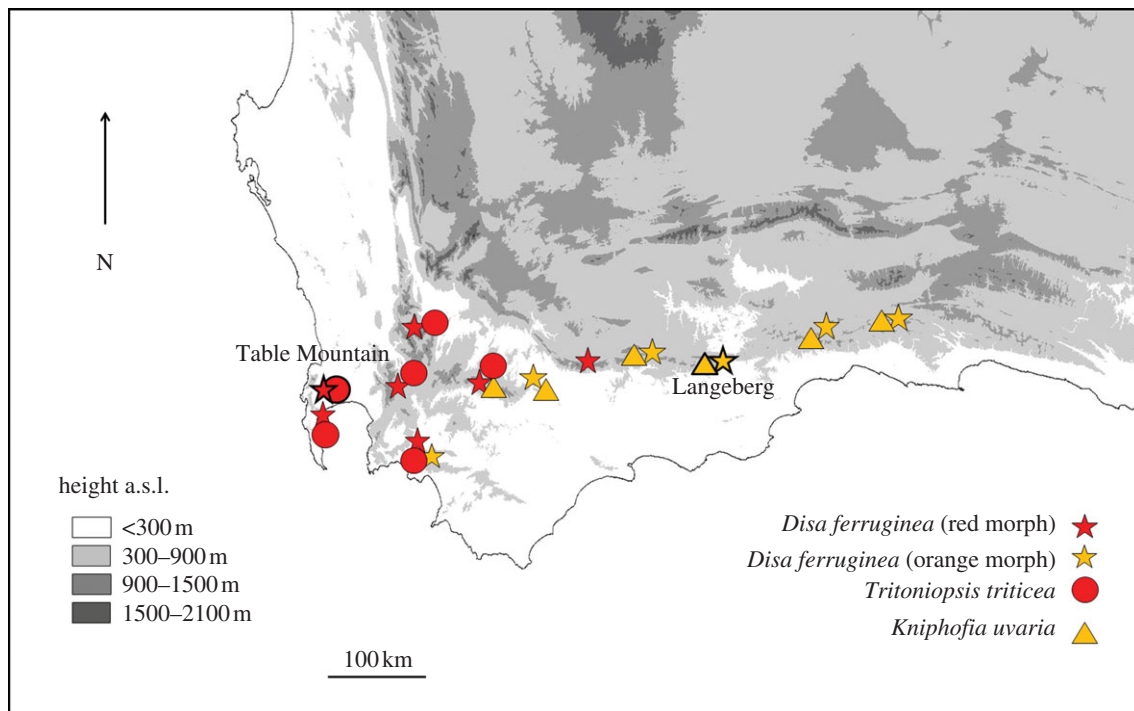 N
Table Mountain
Langeberg
height a.s.l.
<300 m
300–900 m
900–1500 m
1500–2100 m
100 km
Disa ferruginea (red morph)
Disa ferruginea (orange morph)
Tritoniopsis triticea
Kniphofia uvaria